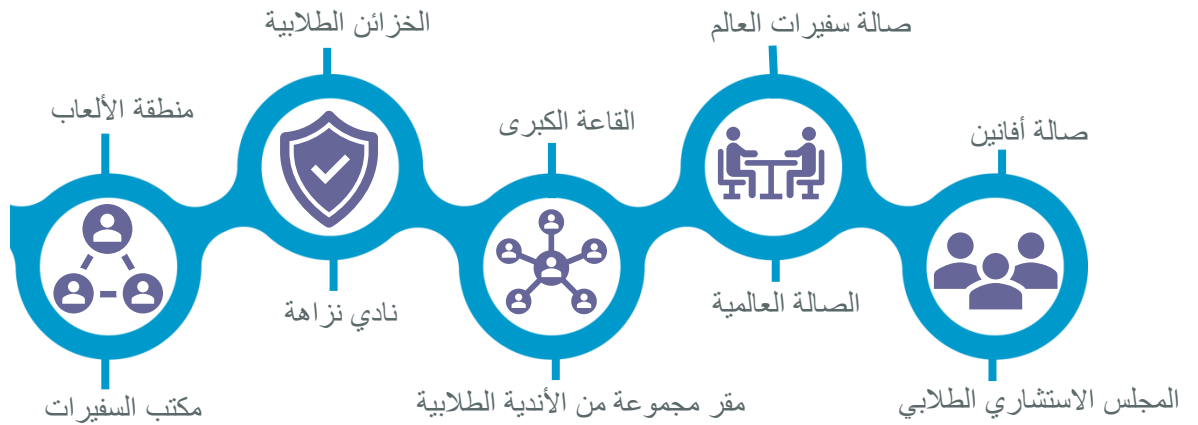 صالة أفانين
المجلس الاستشاري الطلابي
صالة سفيرات العالم
الصالة العالمية
القاعة الكبرى
مقر مجموعة من الأندية الطلابية
الخزائن الطلابية
نادي نزاهة
منطقة الألعاب
مكتب السفيرات